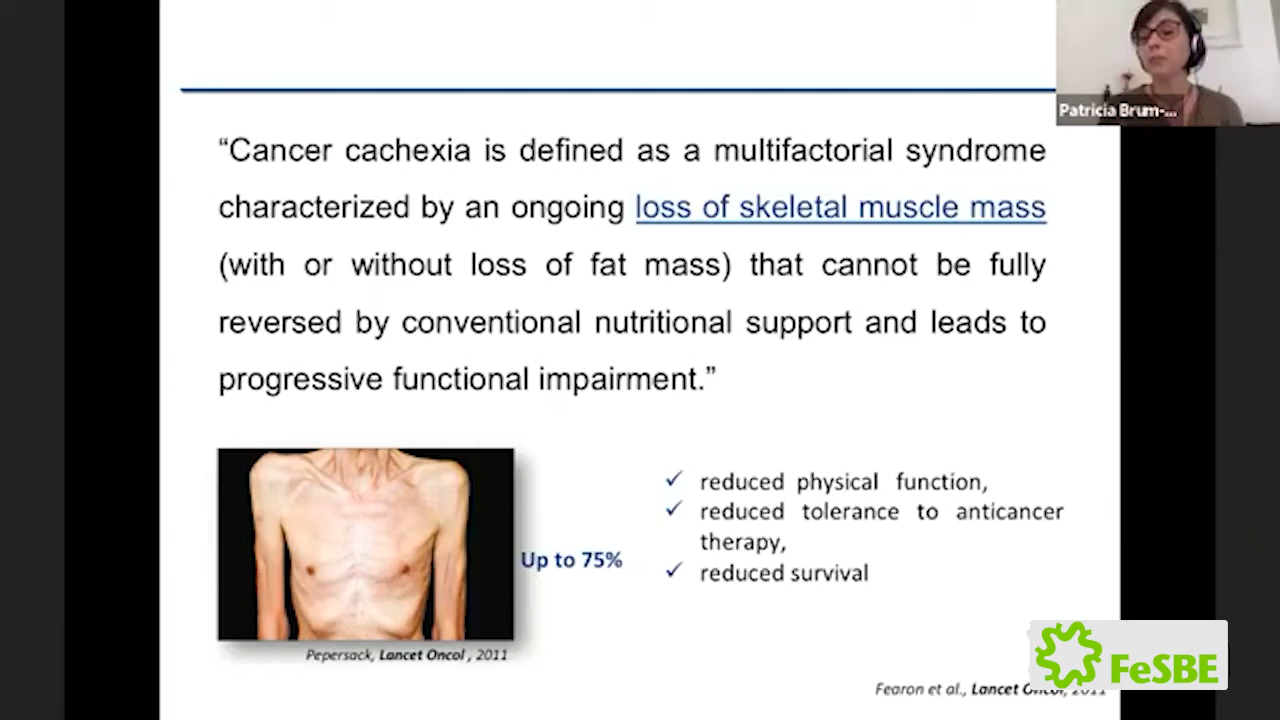 Patricia Brum-...
“Cancer cachexia is defined as a multifactorial syndrome
characterized by an ongoing loss of skeletal muscle mass
(with or without loss of fat mass) that cannot be fully
reversed by conventional nutritional support and leads to
progressive functional impairment.”
✓ reduced physical function,
✓ reduced tolerance to anticancer
therapy,
✓ reduced survival
Up to 75%
Pepersack, Lancet Oncol , 2011
FeSBE
Fearon et al., Lancet Oncol, 2011